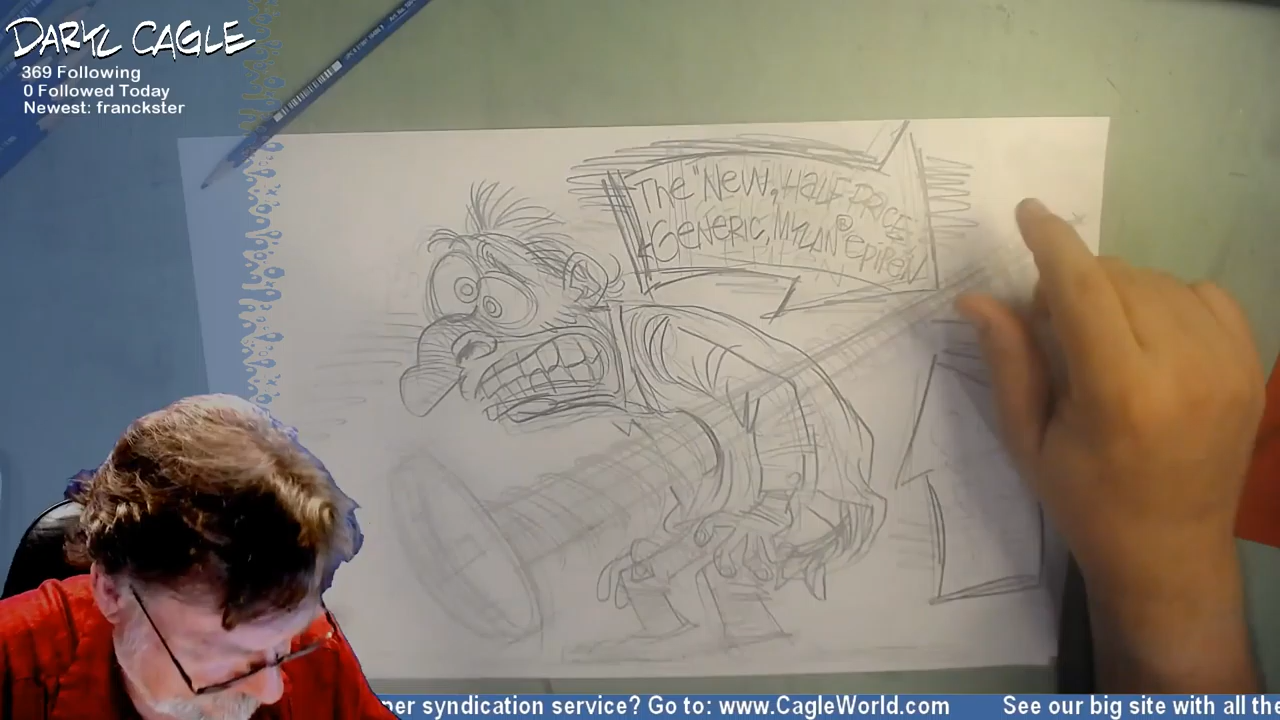 DARYL CAGLE
369 Following
0 Followed Today
Newest: franckster
The "New, HALF-PRICE
GENERIC, MYLAN® EPIPEN
per syndication service? Go to: www.CagleWorld.com See our big site with all the